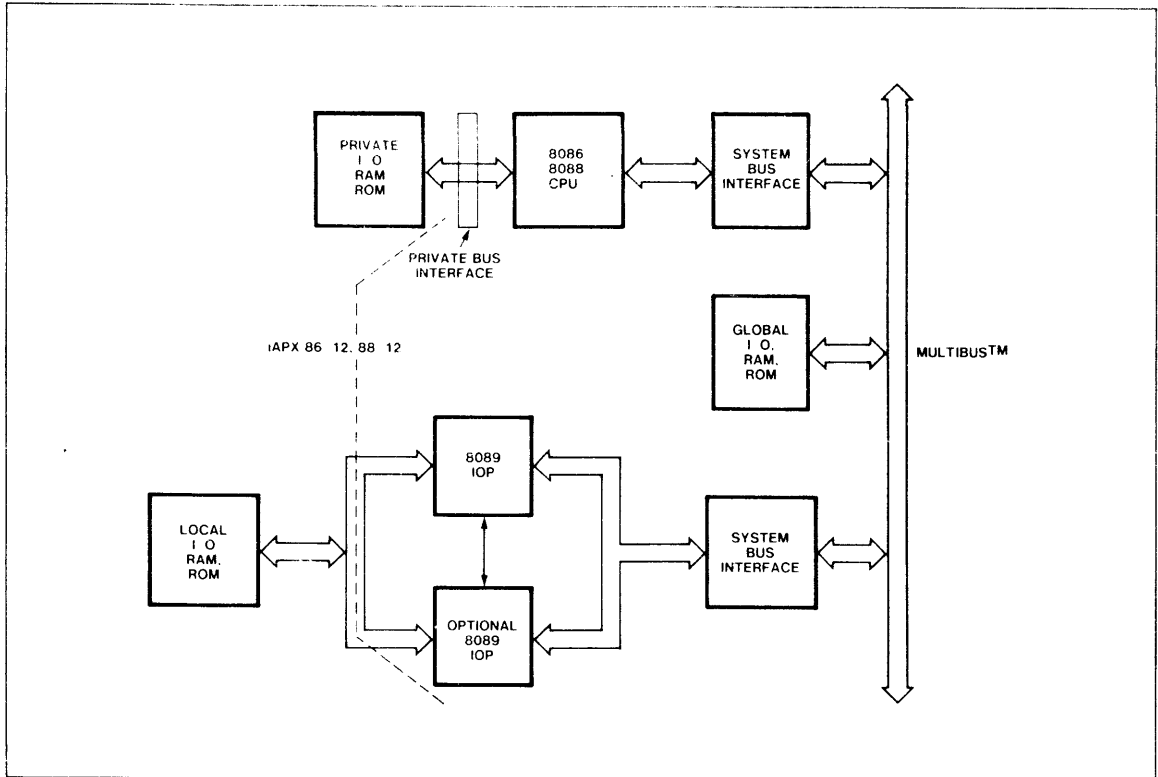 PRIVATE
I O
RAM
ROM
8086
8088
CPU
SYSTEM
BUS
INTERFACE
PRIVATE BUS
INTERFACE
GLOBAL
I O,
RAM,
ROM
MULTIBUS™
iAPX 86 12, 88 12
8089
IOP
LOCAL
I O
RAM,
ROM
SYSTEM
BUS
INTERFACE
OPTIONAL
8089
IOP